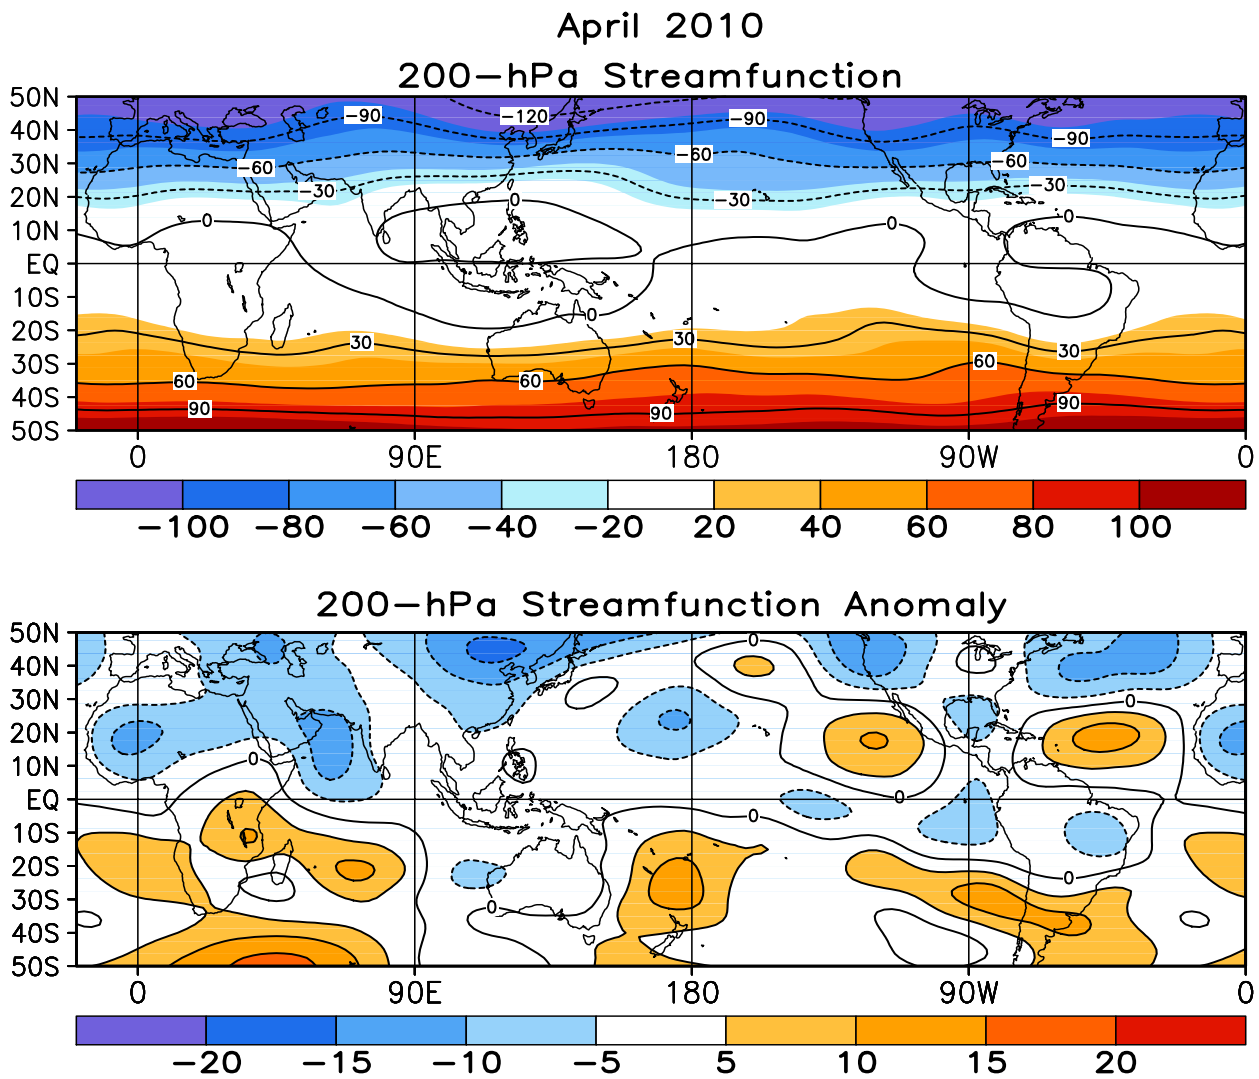 April 2010
200-hPa Streamfunction
50N
40N
30N
20N
10N
EQ
10S
20S
30S
40S
50S
-90 -120 -90 -90
-60 -60 -60
-30 -30 -30
0 0 0 0
0
30 30 30
60 60 60
90 90 90
0 90E 180 90W 0
-100 -80 -60 -40 -20 20 40 60 80 100
200-hPa Streamfunction Anomaly
50N
40N
30N
20N
10N
EQ
10S
20S
30S
40S
50S
0
0
0
0
0
0
0
0 90E 180 90W 0
-20 -15 -10 -5 5 10 15 20